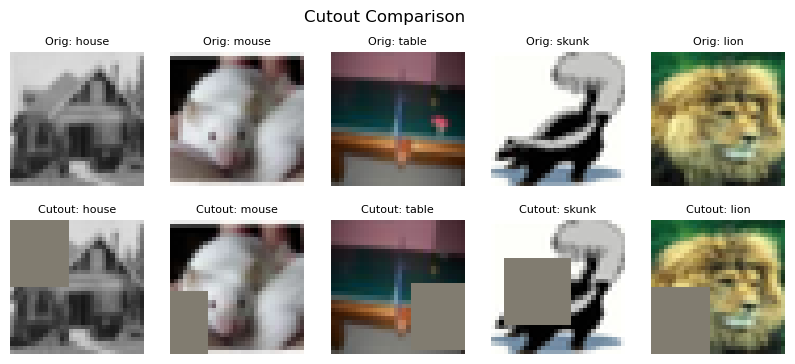 Cutout Comparison
Orig: house
Orig: mouse
Orig: table
Orig: skunk
Orig: lion
Cutout: house
Cutout: mouse
Cutout: table
Cutout: skunk
Cutout: lion